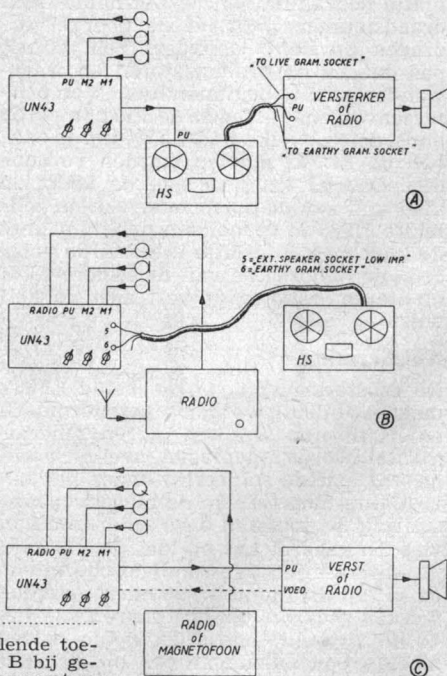 PU M2 M1
UN43
PU
HS
„TO LIVE GRAM. SOCKET"
PU
„TO EARTHY GRAM. SOCKET"
VERSTERKER
of
RADIO
A
RADIO PU M2 M1
UN43
5
6
5 = „EXT. SPEAKER SOCKET LOW IMP."
6 = „EARTHY GRAM. SOCKET"
HS
RADIO
B
RADIO PU M2 M1
UN43
PU
VOED.
VERST.
of
RADIO
RADIO
of
MAGNETOFOON
C
lende toe-
B bij ge-